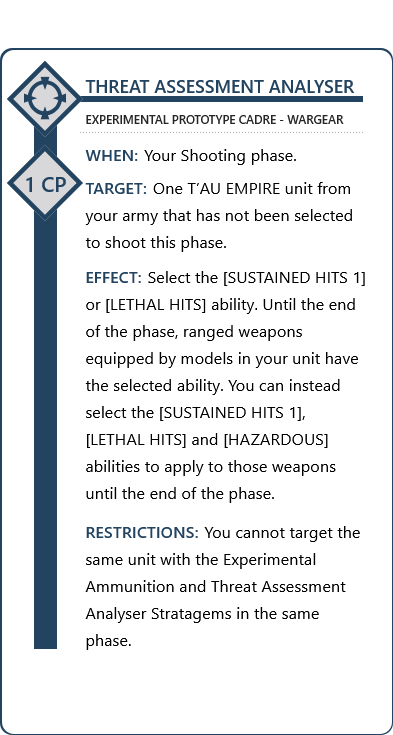 THREAT ASSESSMENT ANALYSER
EXPERIMENTAL PROTOTYPE CADRE - WARGEAR
1 CP
WHEN: Your Shooting phase.
TARGET: One T’AU EMPIRE unit from
your army that has not been selected
to shoot this phase.
EFFECT: Select the [SUSTAINED HITS 1]
or [LETHAL HITS] ability. Until the end
of the phase, ranged weapons
equipped by models in your unit have
the selected ability. You can instead
select the [SUSTAINED HITS 1],
[LETHAL HITS] and [HAZARDOUS]
abilities to apply to those weapons
until the end of the phase.
RESTRICTIONS: You cannot target the
same unit with the Experimental
Ammunition and Threat Assessment
Analyser Stratagems in the same
phase.